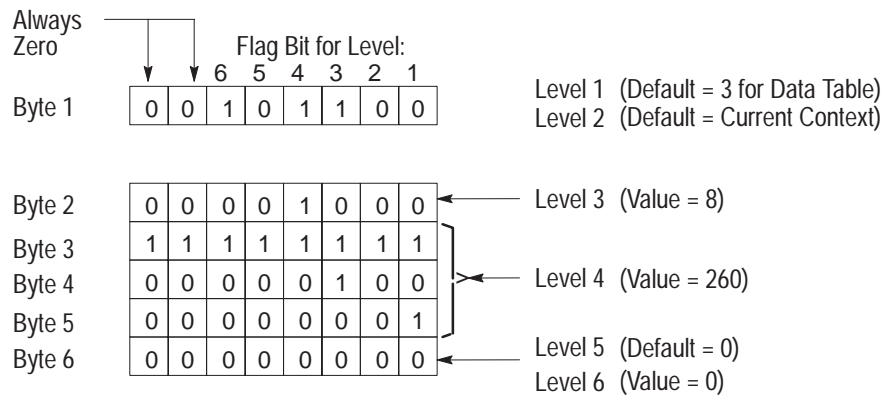 Always
Zero
Flag Bit for Level:
6 5 4 3 2 1
Byte 1 0 0 1 0 1 1 0 0
Level 1 (Default = 3 for Data Table)
Level 2 (Default = Current Context)
Byte 2 0 0 0 0 1 0 0 0 Level 3 (Value = 8)
Byte 3 1 1 1 1 1 1 1 1
Byte 4 0 0 0 0 0 1 0 0 Level 4 (Value = 260)
Byte 5 0 0 0 0 0 0 0 1
Byte 6 0 0 0 0 0 0 0 0 Level 5 (Default = 0)
Level 6 (Value = 0)